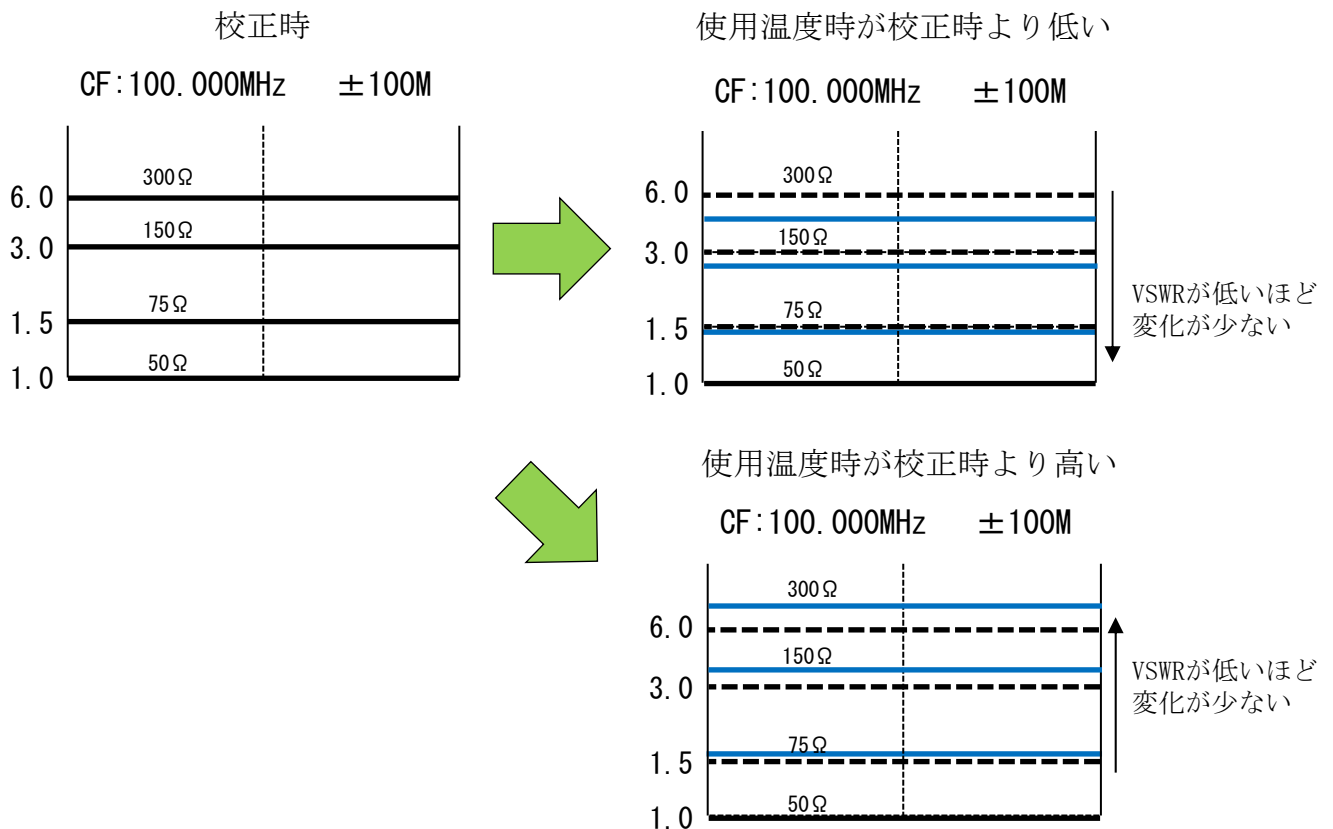 校正時
CF:100.000MHz ±100M
6.0
300Ω
3.0
150Ω
1.5
75Ω
1.0
50Ω
使用温度時が校正時より低い
CF:100.000MHz ±100M
6.0
300Ω
3.0
150Ω
1.5
75Ω
1.0
50Ω
VSWRが低いほど
変化が少ない
使用温度時が校正時より高い
CF:100.000MHz ±100M
300Ω
6.0
150Ω
3.0
75Ω
1.5
50Ω
1.0
VSWRが低いほど
変化が少ない